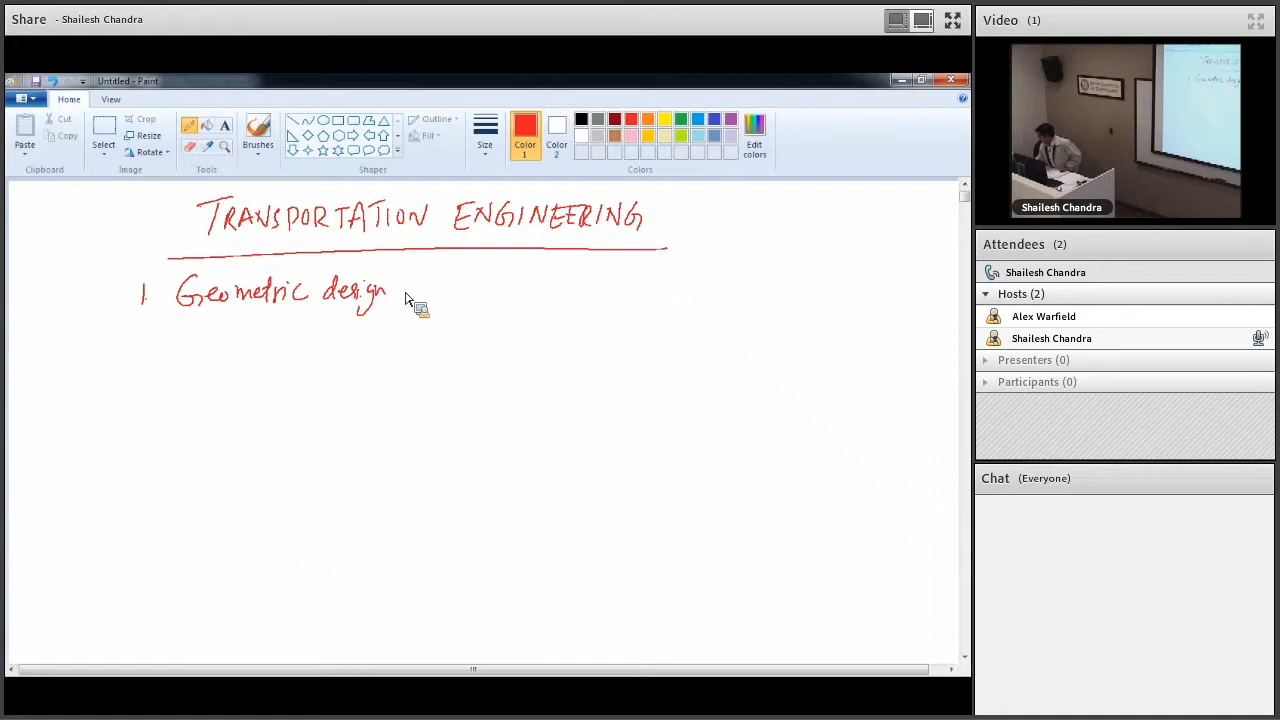 Share - Shailesh Chandra
Video (1)
Untitled - Paint
Home View
Cut
Copy
Paste
Clipboard
Select
Crop
Resize
Rotate
Image
Tools
Brushes
Outline
Fill
Shapes
Size
Color 1
Color 2
Edit colors
Colors
TRANSPORTATION ENGINEERING
1. Geometric design
Shailesh Chandra
Attendees (2)
Shailesh Chandra
Hosts (2)
Alex Warfield
Shailesh Chandra
Presenters (0)
Participants (0)
Chat (Everyone)